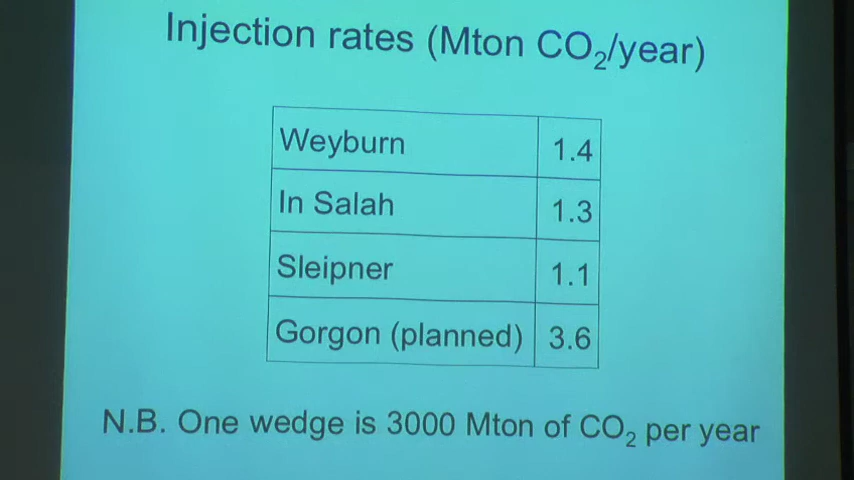 Injection rates (Mton CO₂/year)
Weyburn 1.4
In Salah 1.3
Sleipner 1.1
Gorgon (planned) 3.6
N.B. One wedge is 3000 Mton of CO₂ per year